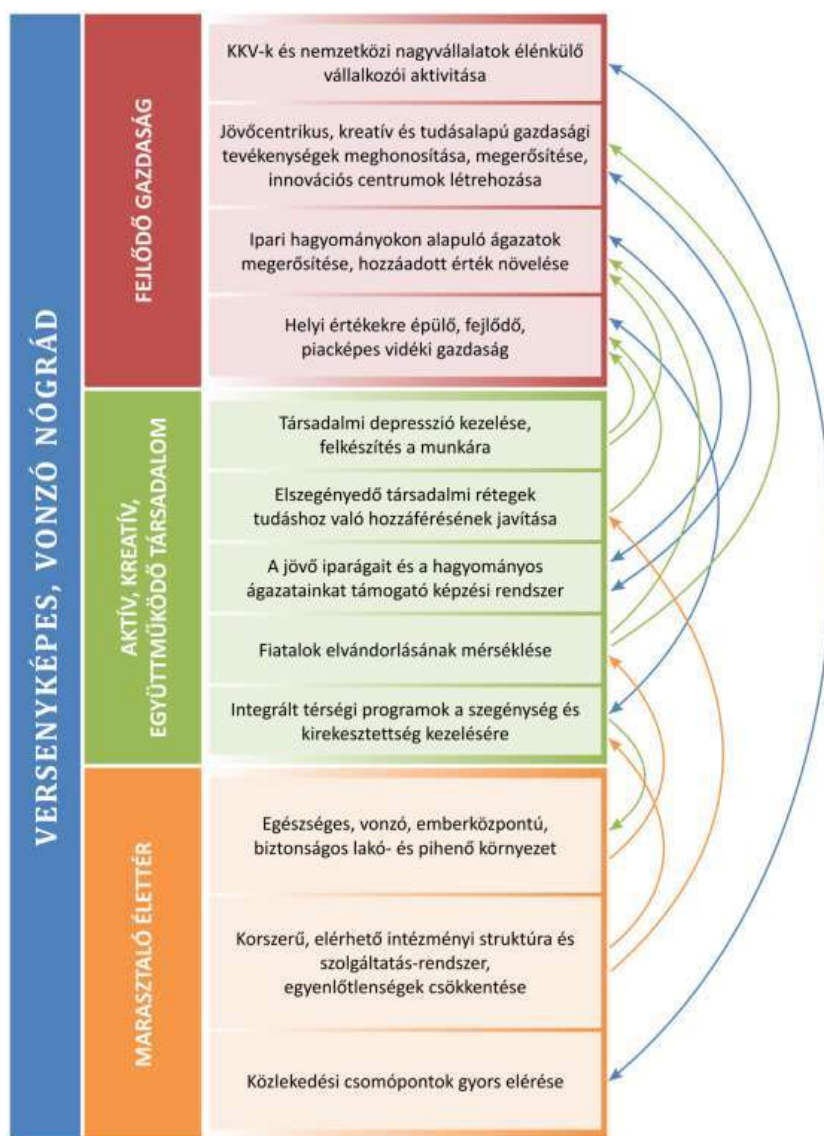 VERSENYKÉPES, VONZÓ NÓGRÁD
FEJLŐDŐ GAZDASÁG
KKV-k és nemzetközi nagyvállalatok élénkülő
vállalkozói aktivitása
Jövőcentrikus, kreatív és tudásalapú gazdasági
tevékenységek meghonosítása, megerősítése,
innovációs centrumok létrehozása
Ipari hagyományokon alapuló ágazatok
megerősítése, hozzáadott érték növelése
Helyi értékekre épülő, fejlődő,
piacképes vidéki gazdaság
AKTÍV, KREATÍV,
EGYÜTTMŰKÖDŐ TÁRSADALOM
Társadalmi depresszió kezelése,
felkészítés a munkára
Elszegényedő társadalmi rétegek
tudáshoz való hozzáférésének javítása
A jövő iparágait és a hagyományos
ágazatainkat támogató képzési rendszer
Fiatalok elvándorlásának mérséklése
Integrált térségi programok a szegénység és
kirekesztettség kezelésére
MARASZTALÓ ÉLETTÉR
Egészséges, vonzó, emberközpontú,
biztonságos lakó- és pihenő környezet
Korszerű, elérhető intézményi struktúra és
szolgáltatás-rendszer,
egyenlőtlenségek csökkentése
Közlekedési csomópontok gyors elérése